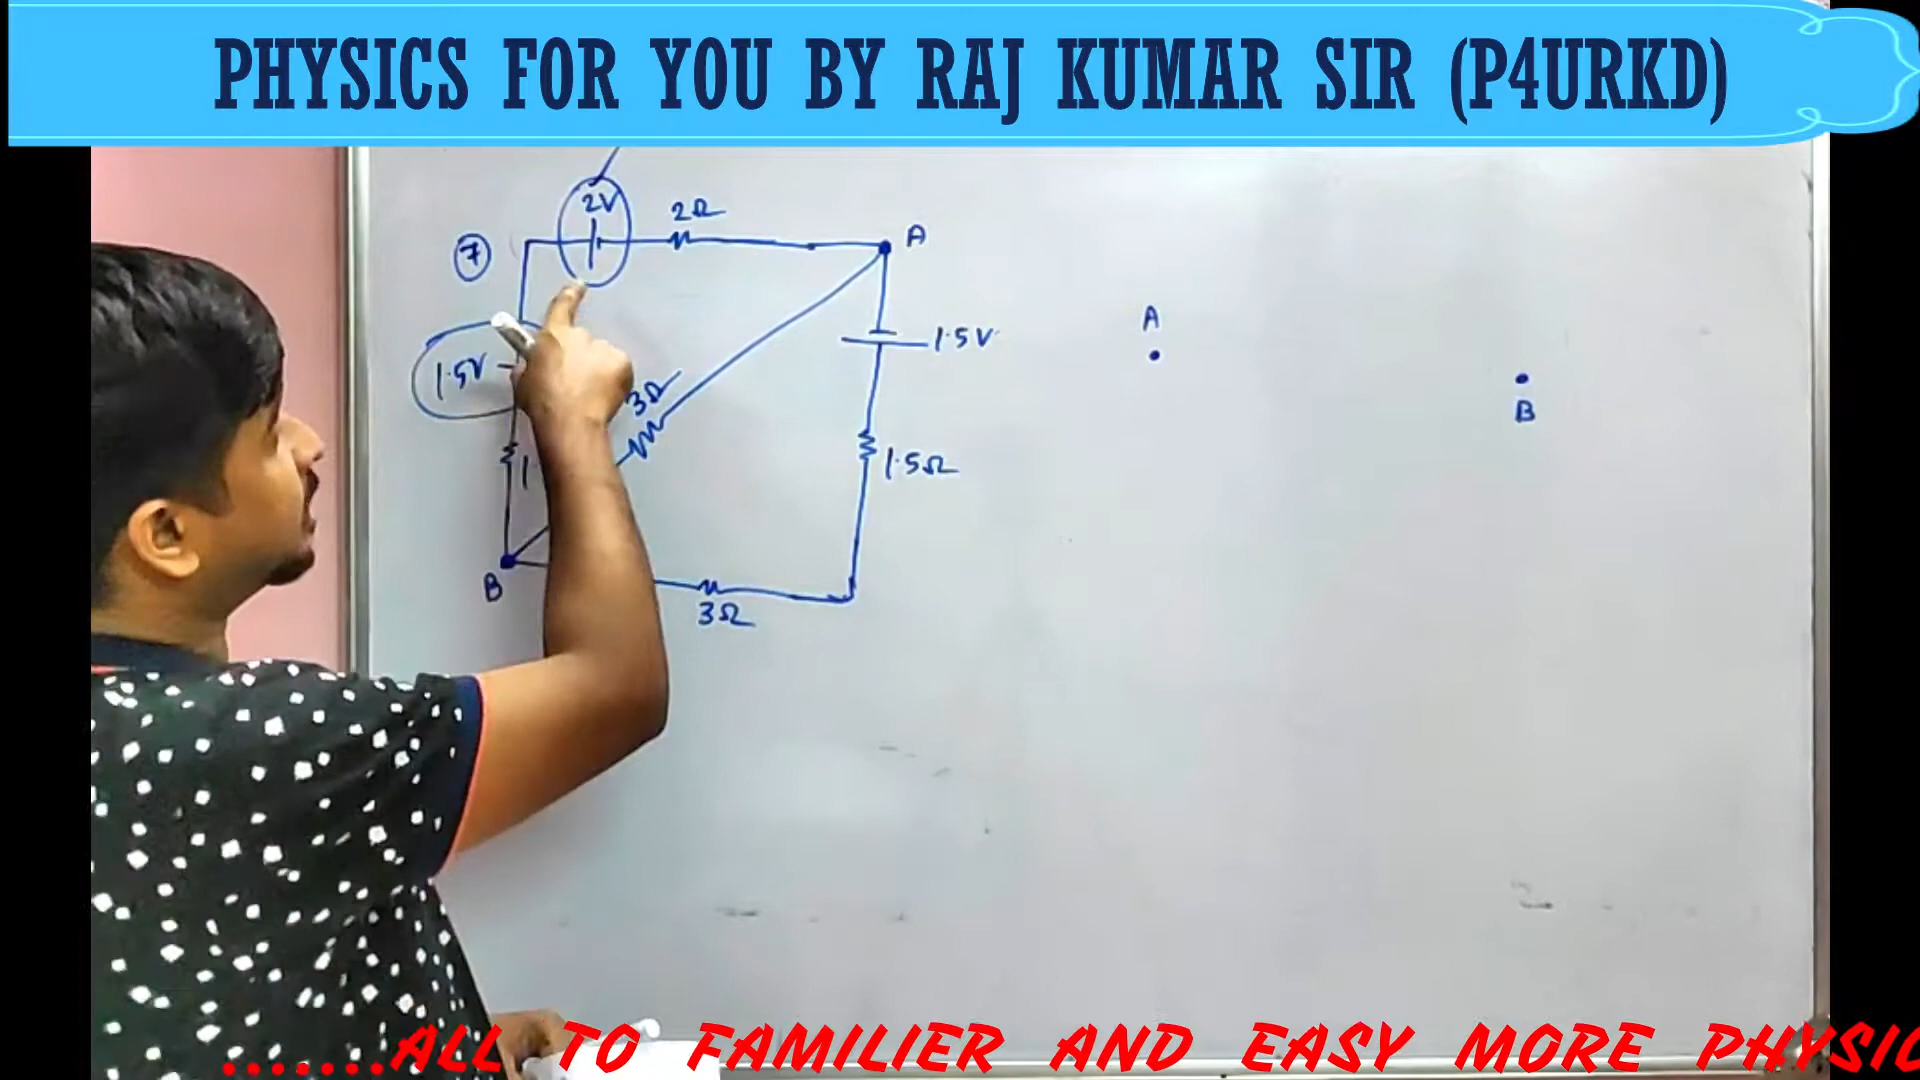 PHYSICS FOR YOU BY RAJ KUMAR SIR (P4URKD)
2V
2Ω
A
7
1.5V
1.5V
3Ω
A
B
1.5Ω
B
3Ω
.......ALL TO FAMILIER AND EASY MORE PHYSIC